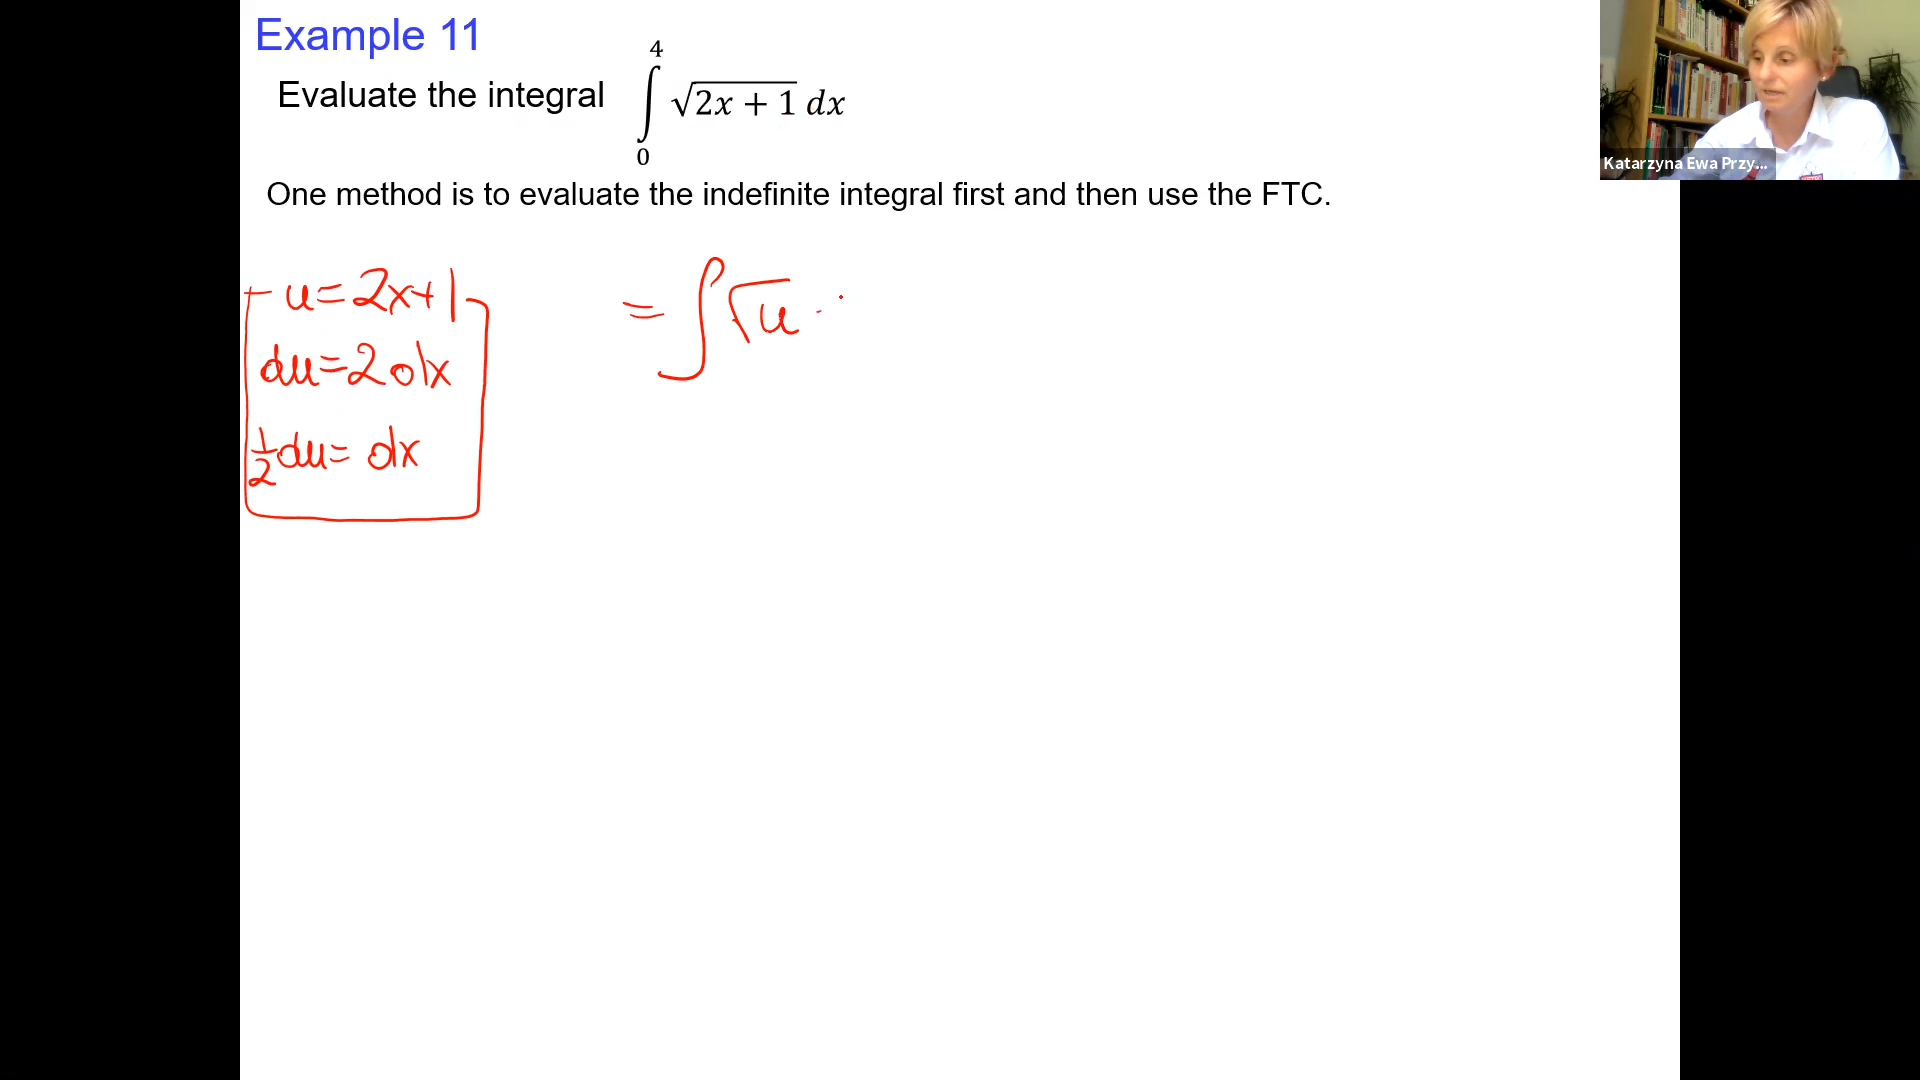 Example 11
Evaluate the integral ∫₀⁴ √(2x + 1) dx
Katarzyna Ewa Przy...
One method is to evaluate the indefinite integral first and then use the FTC.
u = 2x+1
= ∫ √u ·
du = 2 dx
½ du = dx